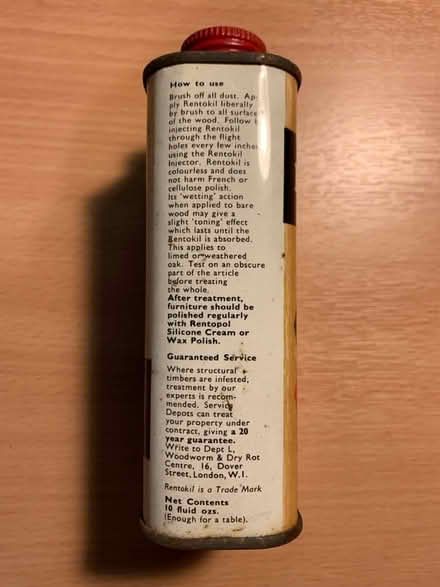 How to use
Brush off all dust. Ap-
ply Rentokil liberally
by brush to all surfaces
of the wood. Follow b
injecting Rentokil
through the flight
holes every few inches
using the Rentokil
Injector. Rentokil is
colourless and does
not harm French or
cellulose polish.
Its 'wetting' action
when applied to bare
wood may give a
slight 'toning' effect
which lasts until the
Rentokil is absorbed.
This applies to
limed or weathered
oak. Test on an obscure
part of the article
before treating
the whole.
After treatment,
furniture should be
polished regularly
with Rentopol
Silicone Cream or
Wax Polish.
Guaranteed Service
Where structural
timbers are infested,
treatment by our
experts is recom-
mended. Service
Depots can treat
your property under
contract, giving a 20
year guarantee.
Write to Dept L,
Woodworm & Dry Rot
Centre, 16, Dover
Street, London, W.1.
Rentokil is a Trade Mark
Net Contents
10 fluid ozs.
(Enough for a table).